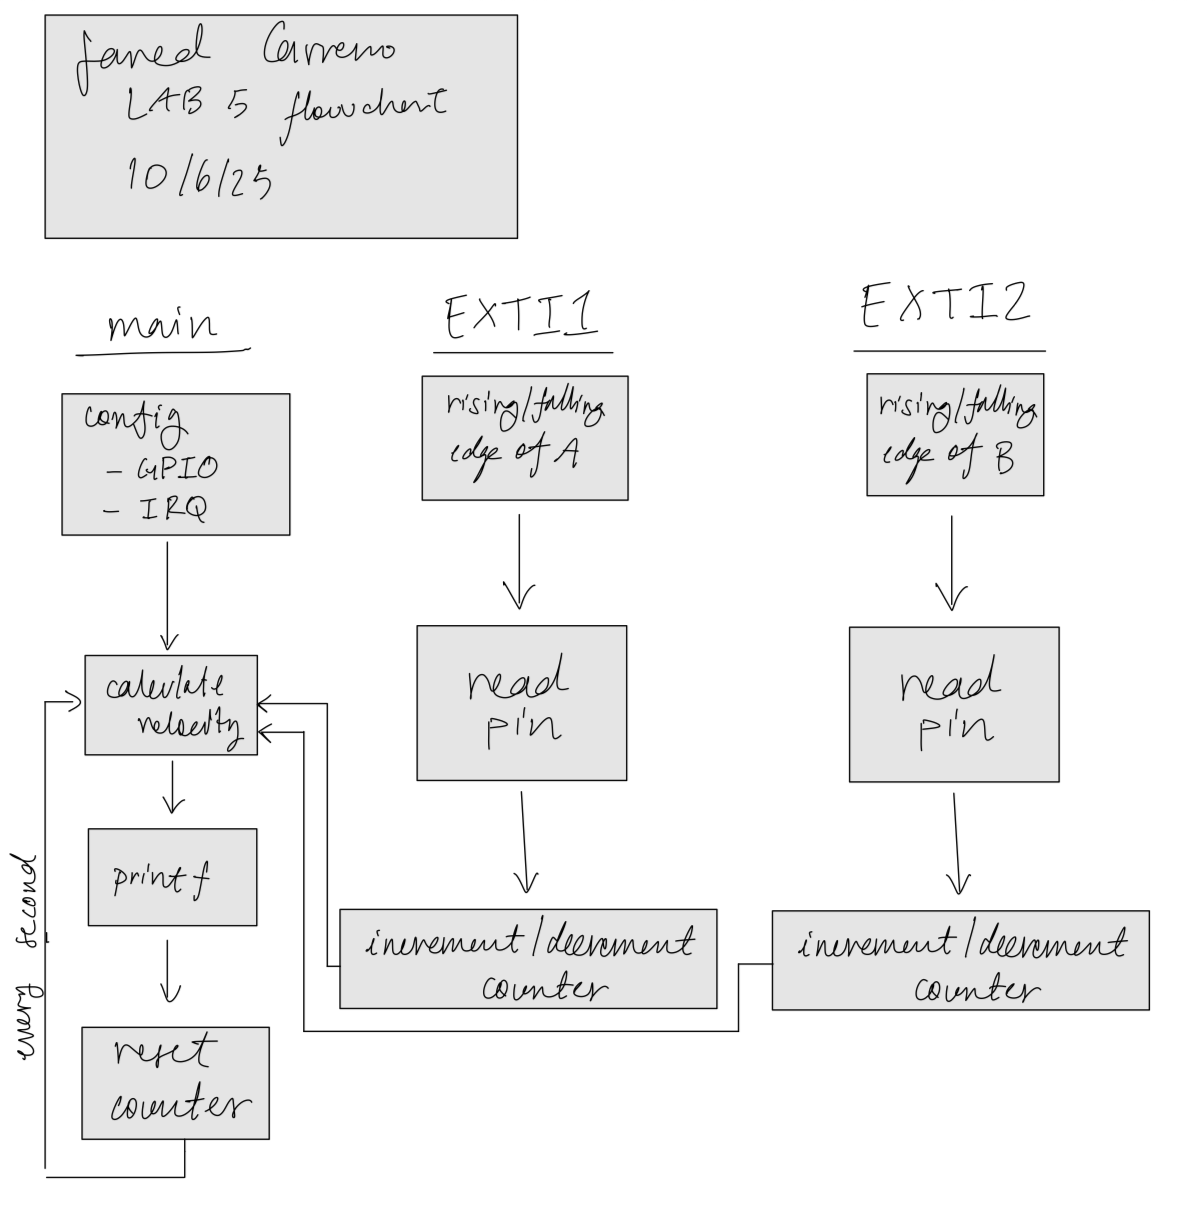 Jared Carreno
LAB 5 flowchart
10/6/25
main
config
- GPIO
- IRQ
calculate
velocity
printf
reset
counter
every second
EXTI1
rising/falling
edge of A
read
pin
increment/decrement
counter
EXTI2
rising/falling
edge of B
read
pin
increment/decrement
counter